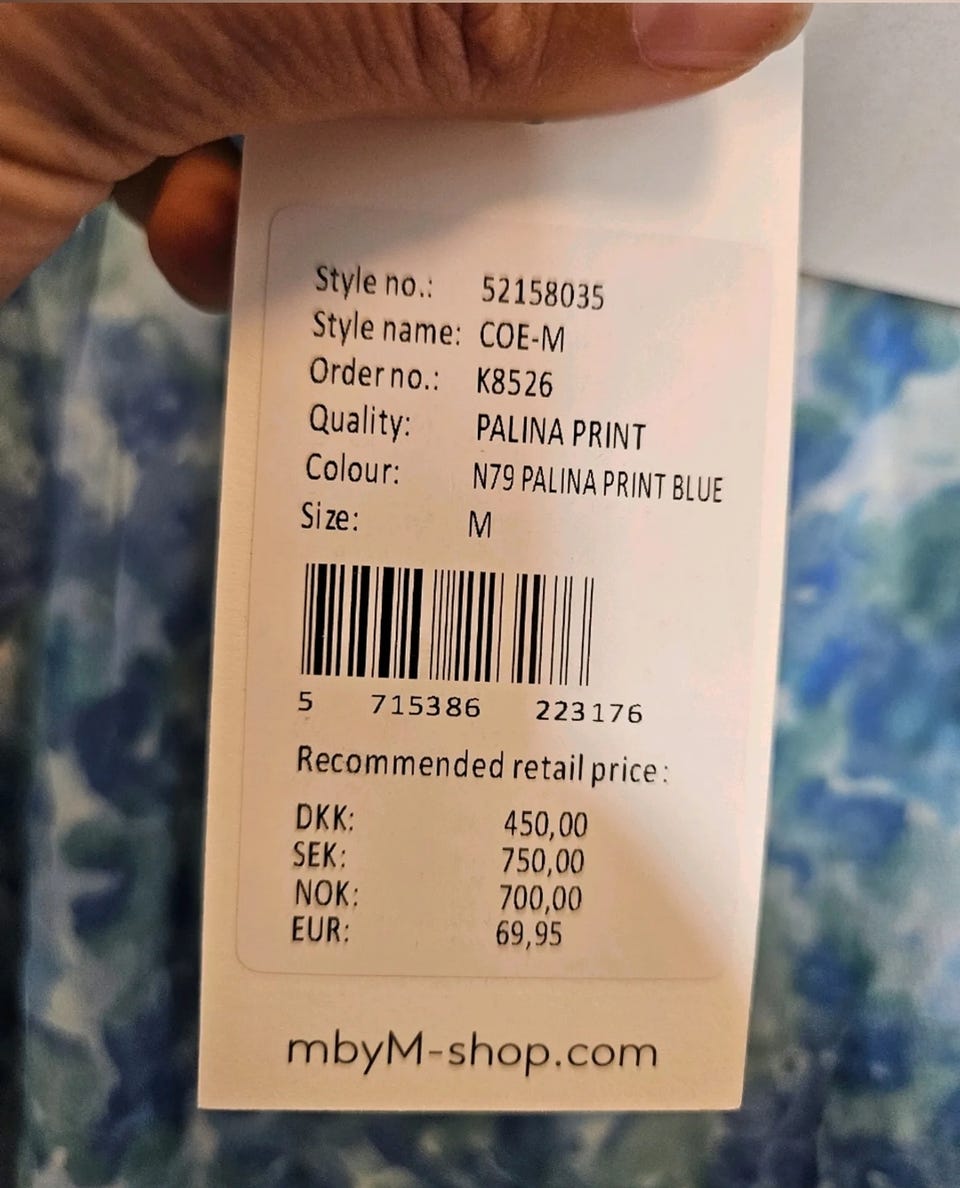 Style no.: 52158035
Style name: COE-M
Order no.: K8526
Quality: PALINA PRINT
Colour: N79 PALINA PRINT BLUE
Size: M
5 715386 223176
Recommended retail price:
DKK: 450,00
SEK: 750,00
NOK: 700,00
EUR: 69,95
mbyM-shop.com